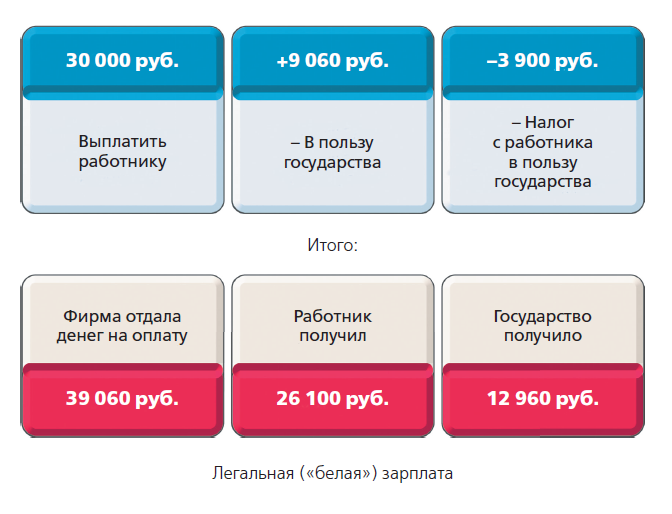 30 000 руб.
+9 060 руб.
–3 900 руб.
Выплатить
работнику
– В пользу
государства
– Налог
с работника
в пользу
государства
Итого:
Фирма отдала
денег на оплату
Работник
получил
Государство
получило
39 060 руб.
26 100 руб.
12 960 руб.
Легальная («белая») зарплата